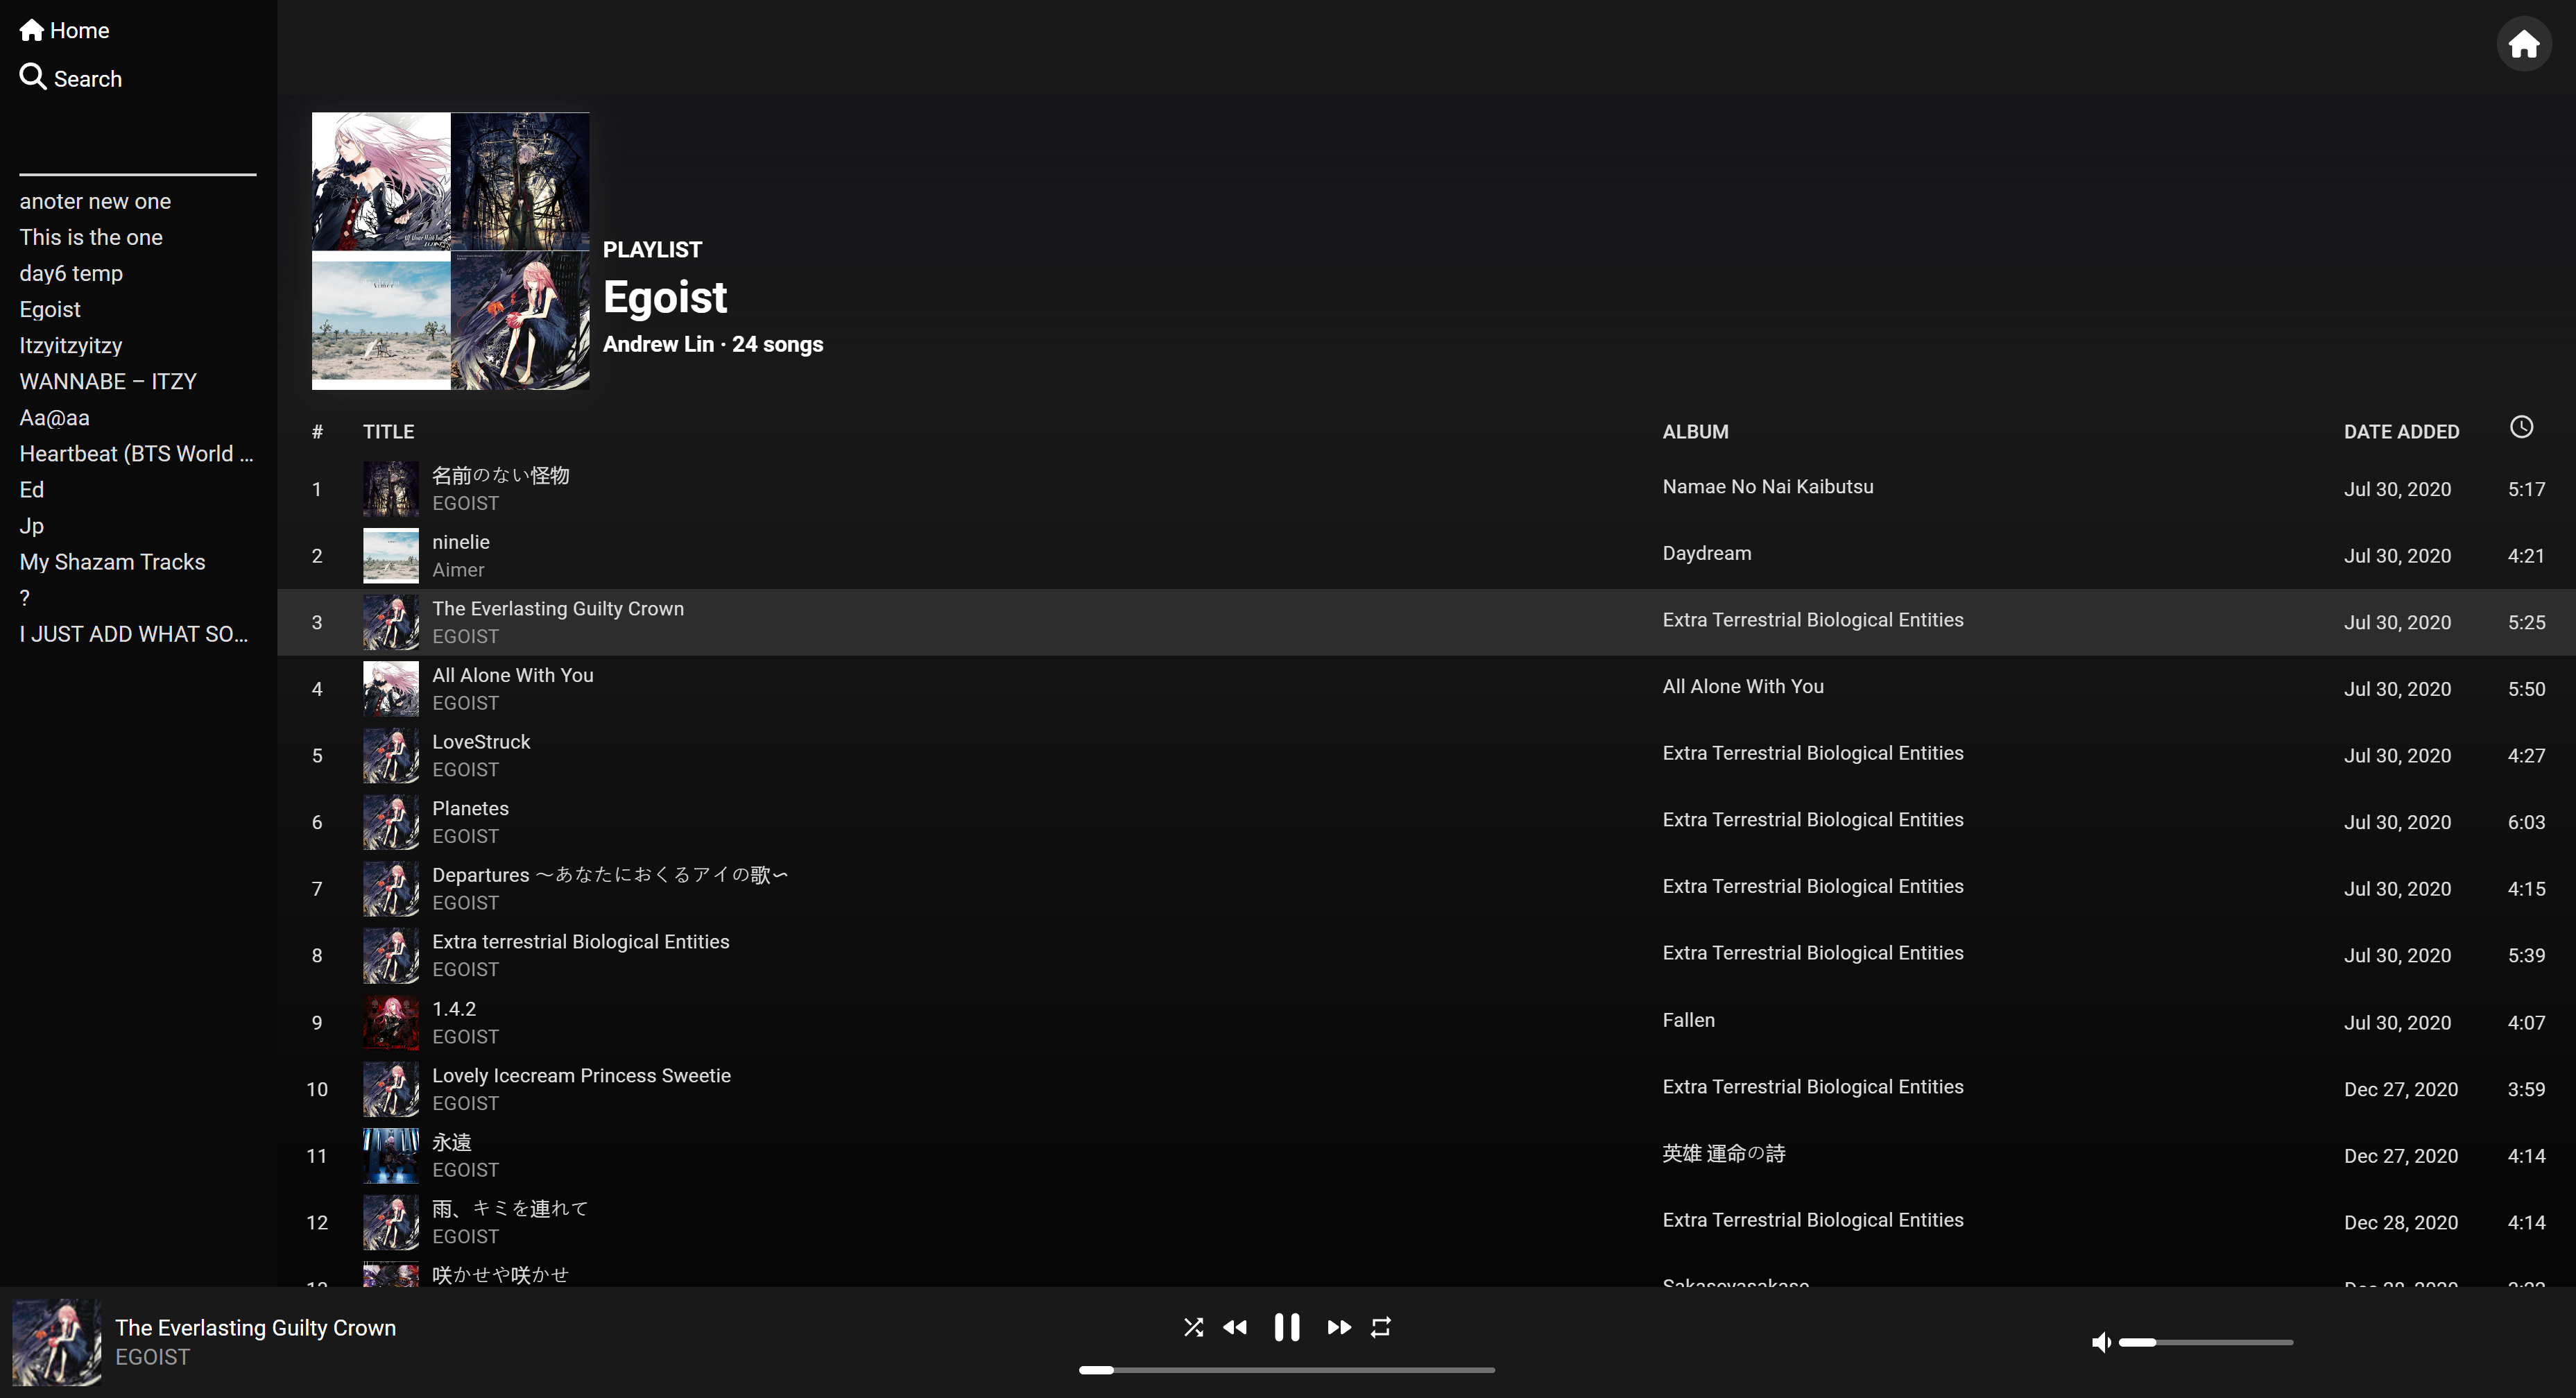 Home
Search
anoter new one
This is the one
day6 temp
Egoist
Itzyitzyitzy
WANNABE – ITZY
Aa@aa
Heartbeat (BTS World ...
Ed
Jp
My Shazam Tracks
?
I JUST ADD WHAT SO...
PLAYLIST
Egoist
Andrew Lin · 24 songs
# TITLE ALBUM DATE ADDED
1 名前のない怪物 Namae No Nai Kaibutsu Jul 30, 2020 5:17
EGOIST
2 ninelie Daydream Jul 30, 2020 4:21
Aimer
3 The Everlasting Guilty Crown Extra Terrestrial Biological Entities Jul 30, 2020 5:25
EGOIST
4 All Alone With You All Alone With You Jul 30, 2020 5:50
EGOIST
5 LoveStruck Extra Terrestrial Biological Entities Jul 30, 2020 4:27
EGOIST
6 Planetes Extra Terrestrial Biological Entities Jul 30, 2020 6:03
EGOIST
7 Departures 〜あなたにおくるアイの歌〜 Extra Terrestrial Biological Entities Jul 30, 2020 4:15
EGOIST
8 Extra terrestrial Biological Entities Extra Terrestrial Biological Entities Jul 30, 2020 5:39
EGOIST
9 1.4.2 Fallen Jul 30, 2020 4:07
EGOIST
10 Lovely Icecream Princess Sweetie Extra Terrestrial Biological Entities Dec 27, 2020 3:59
EGOIST
11 永遠 英雄 運命の詩 Dec 27, 2020 4:14
EGOIST
12 雨、キミを連れて Extra Terrestrial Biological Entities Dec 28, 2020 4:14
EGOIST
咲かせや咲かせ
The Everlasting Guilty Crown
EGOIST